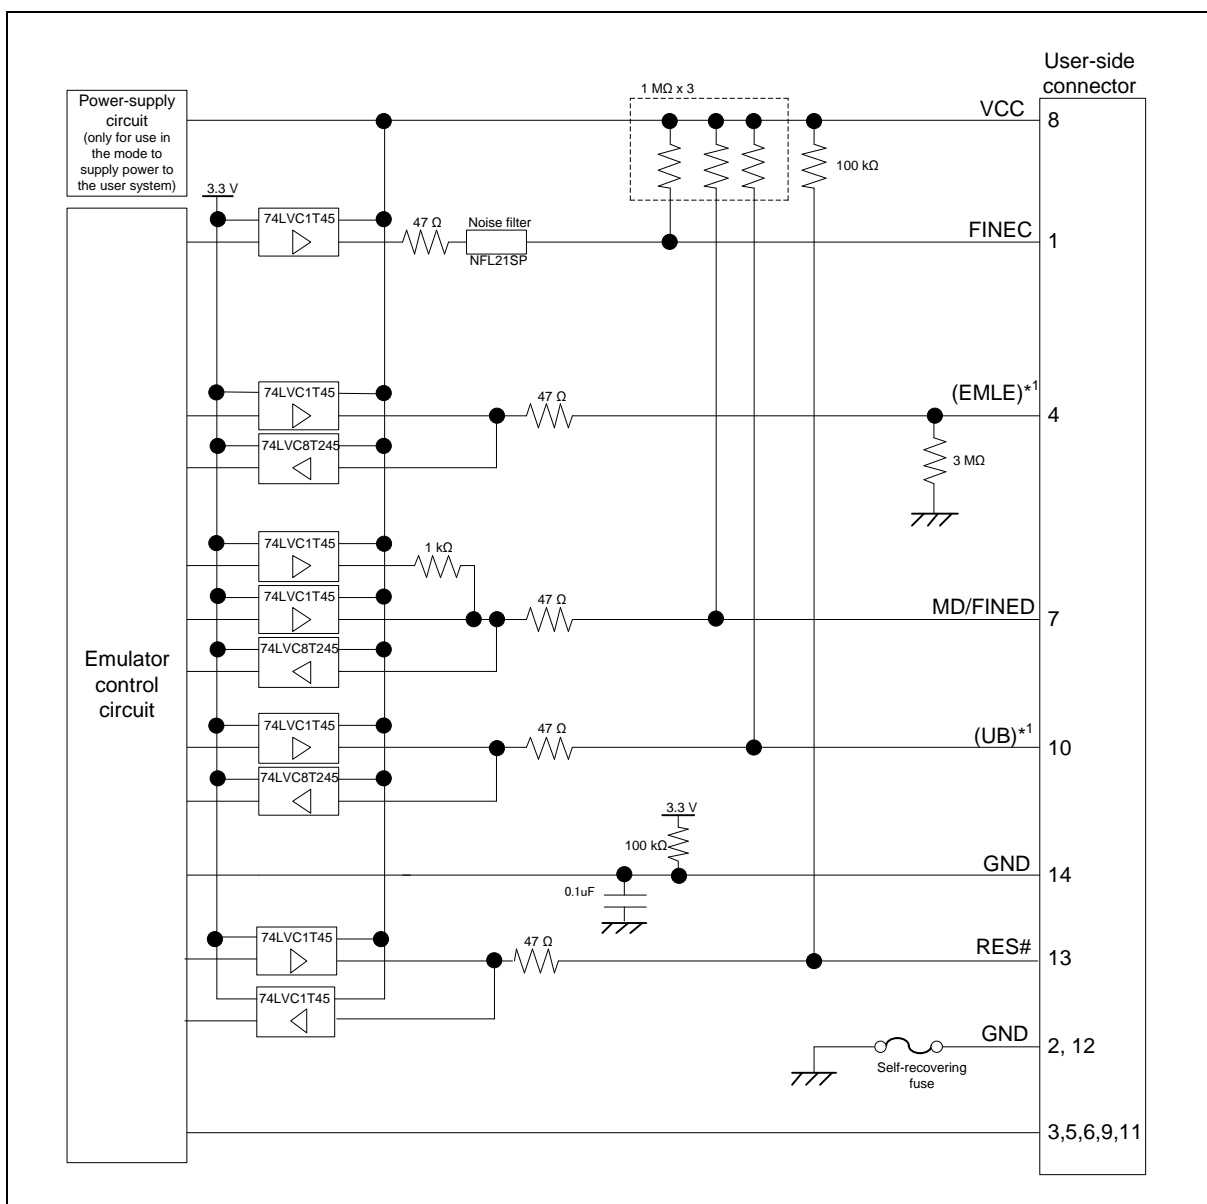 User-side
connector
Power-supply
circuit
(only for use in
the mode to
supply power to
the user system)
1 MΩ x 3
VCC
8
100 kΩ
3.3 V
74LVC1T45
47 Ω
Noise filter
NFL21SP
FINEC
1
74LVC1T45
47 Ω
(EMLE)*1
4
74LVC8T245
3 MΩ
74LVC1T45
1 kΩ
74LVC1T45
47 Ω
MD/FINED
7
74LVC8T245
Emulator
control
circuit
74LVC1T45
47 Ω
(UB)*1
10
74LVC8T245
3.3 V
100 kΩ
GND
14
0.1uF
74LVC1T45
47 Ω
RES#
13
74LVC1T45
GND
2, 12
Self-recovering
fuse
3,5,6,9,11